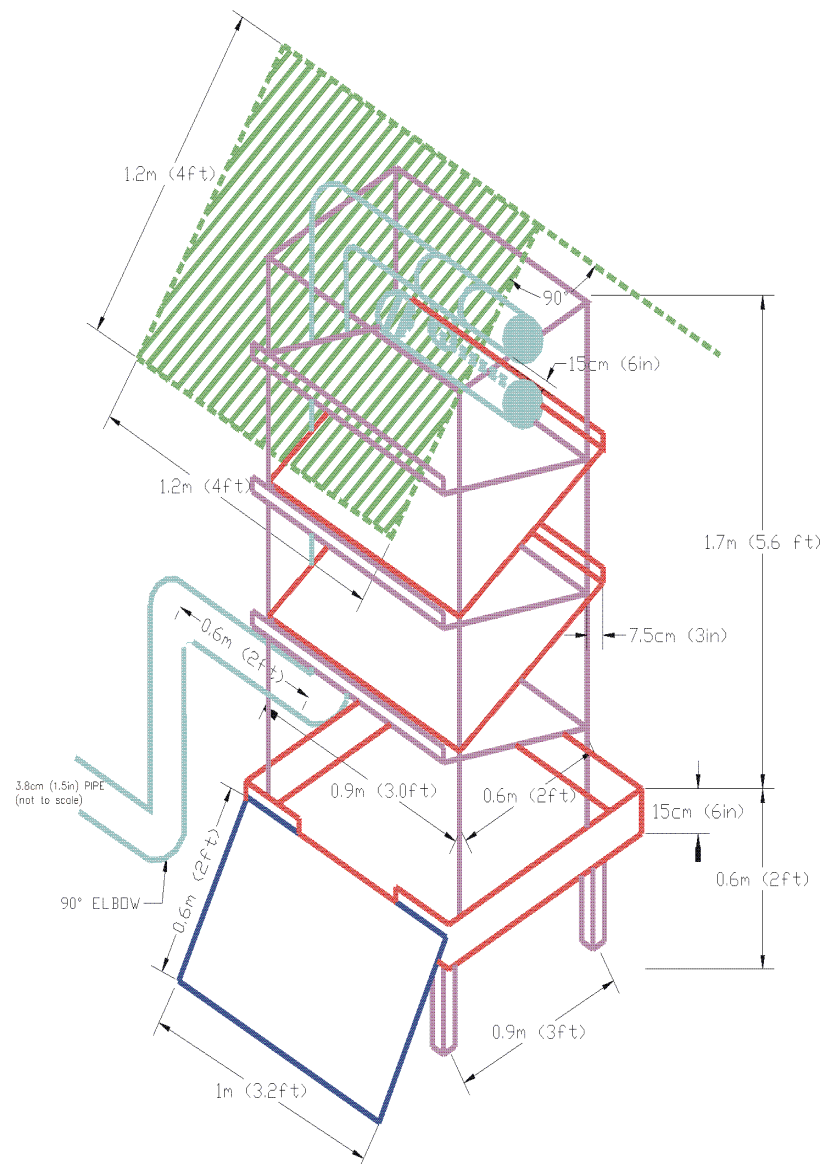 1.2m (4ft)
90°
15cm (6in)
1.2m (4ft)
1.7m (5.6 ft)
0.6m (2ft)
7.5cm (3in)
3.8cm (1.5in) PIPE
(not to scale)
0.9m (3.0ft)
0.6m (2ft)
15cm (6in)
0.6m (2ft)
0.6m (2ft)
90° ELBOW
0.9m (3ft)
1m (3.2ft)